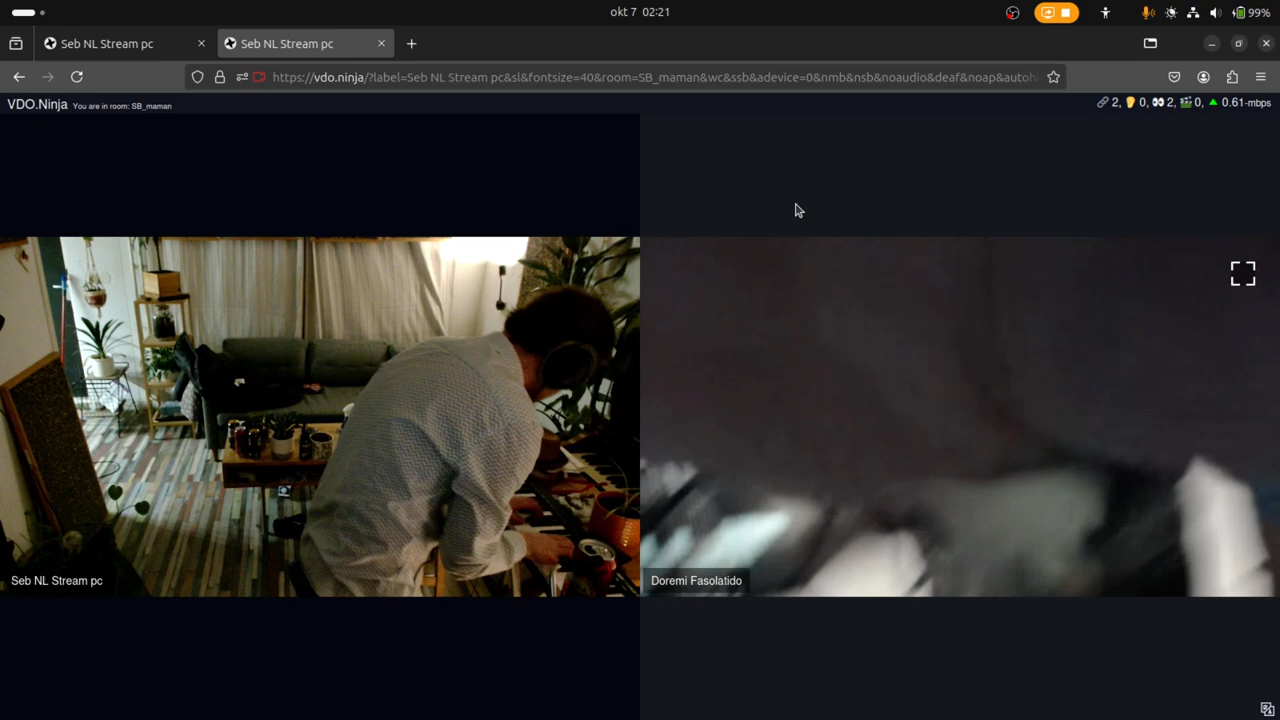 okt 7 02:21
99%
Seb NL Stream pc
Seb NL Stream pc
https://vdo.ninja/?label=Seb NL Stream pc&sl&fontsize=40&room=SB_maman&wc&ssb&adevice=0&nmb&nsb&noaudio&deaf&noap&autohi
VDO.Ninja You are in room: SB_maman
2, 0, 2, 0, 0.61-mbps
Seb NL Stream pc
Doremi Fasolatido